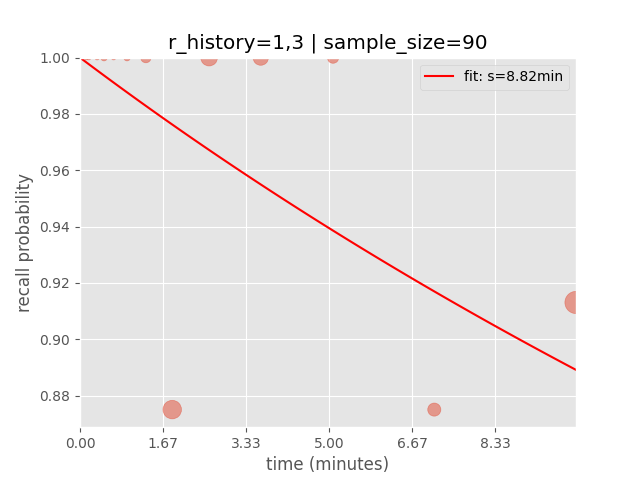 r_history=1,3 | sample_size=90
fit: s=8.82min
recall probability
1.00
0.98
0.96
0.94
0.92
0.90
0.88
0.00 1.67 3.33 5.00 6.67 8.33
time (minutes)